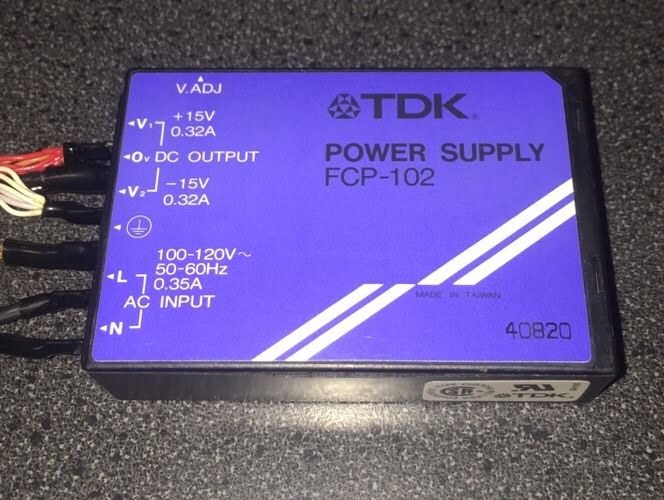 V.ADJ
V₁ +15V
0.32A
0v DC OUTPUT
V₂ −15V
0.32A
100-120V~
50-60Hz
L 0.35A
AC INPUT
N
TDK®
POWER SUPPLY
FCP-102
MADE IN TAIWAN
40820
TDK